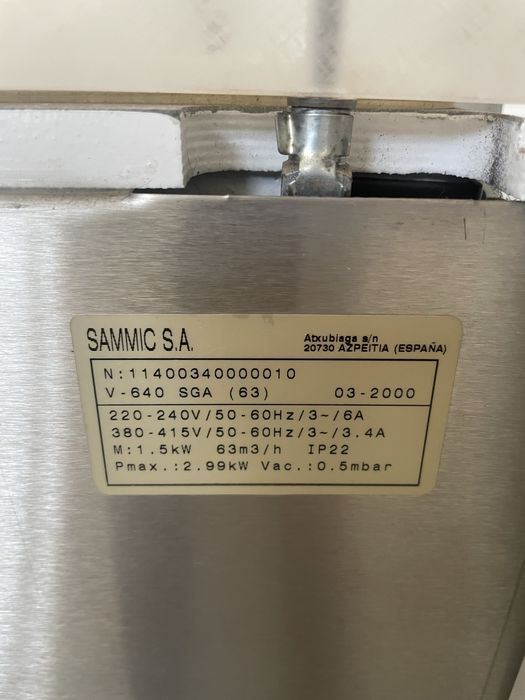 SAMMIC S.A.
Atxubiaga s/n
20730 AZPEITIA (ESPAÑA)
N:11400340000010
V-640 SGA (63) 03-2000
220-240V/50-60Hz/3~/6A
380-415V/50-60Hz/3~/3.4A
M:1.5kW 63m3/h IP22
Pmax.:2.99kW Vac.:0.5mbar